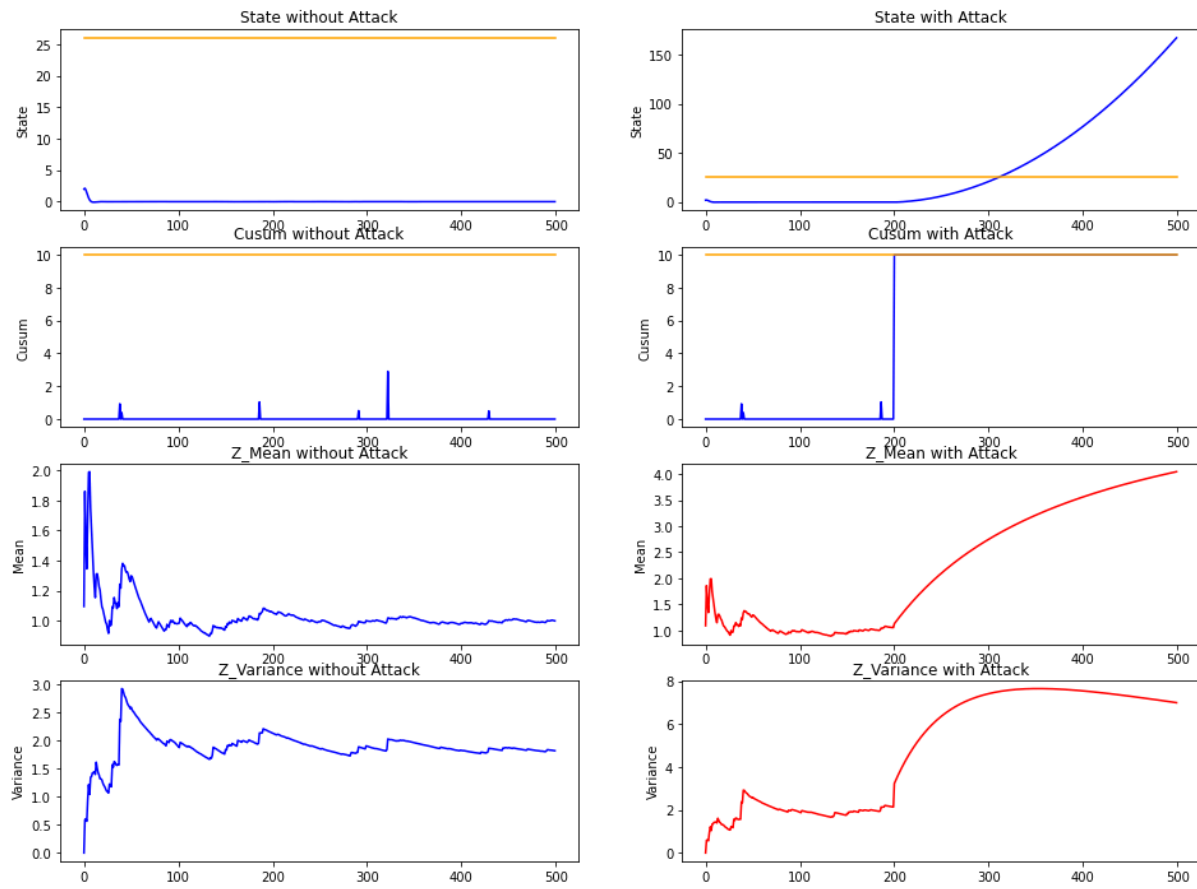 State without Attack
State
25
20
15
10
5
0
0 100 200 300 400 500
State with Attack
State
150
100
50
0
0 100 200 300 400 500
Cusum without Attack
Cusum
10
8
6
4
2
0
0 100 200 300 400 500
Cusum with Attack
Cusum
10
8
6
4
2
0
0 100 200 300 400 500
Z_Mean without Attack
Mean
2.0
1.8
1.6
1.4
1.2
1.0
0 100 200 300 400 500
Z_Mean with Attack
Mean
4.0
3.5
3.0
2.5
2.0
1.5
1.0
0 100 200 300 400 500
Z_Variance without Attack
Variance
3.0
2.5
2.0
1.5
1.0
0.5
0.0
0 100 200 300 400 500
Z_Variance with Attack
Variance
8
6
4
2
0
0 100 200 300 400 500